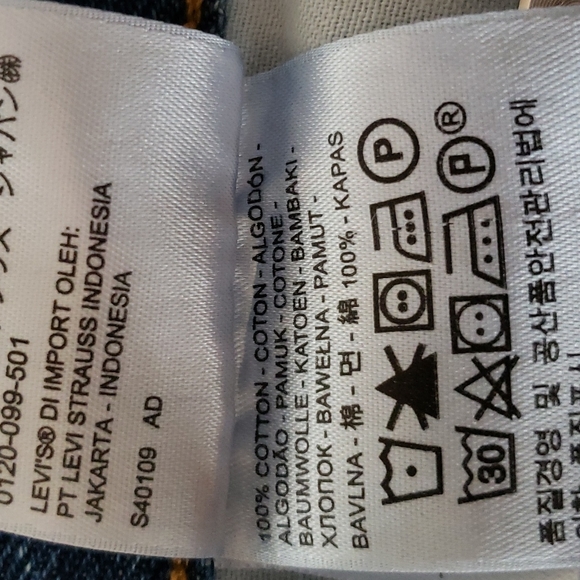 0120-099-501
LEVI'S® DI IMPORT OLEH:
PT LEVI STRAUSS INDONESIA
JAKARTA - INDONESIA
S40109 AD
100% COTTON - COTON - ALGODÓN -
ALGODÃO - PAMUK - COTONE -
BAUMWOLLE - KATOEN - BAMBAKI -
ХЛОПОК - BAWEŁNA - PAMUT -
BAVLNA - 棉 - 면 - 綿 100% - KAPAS
P
30 P ®
품질경영 및 공산품안전관리법에